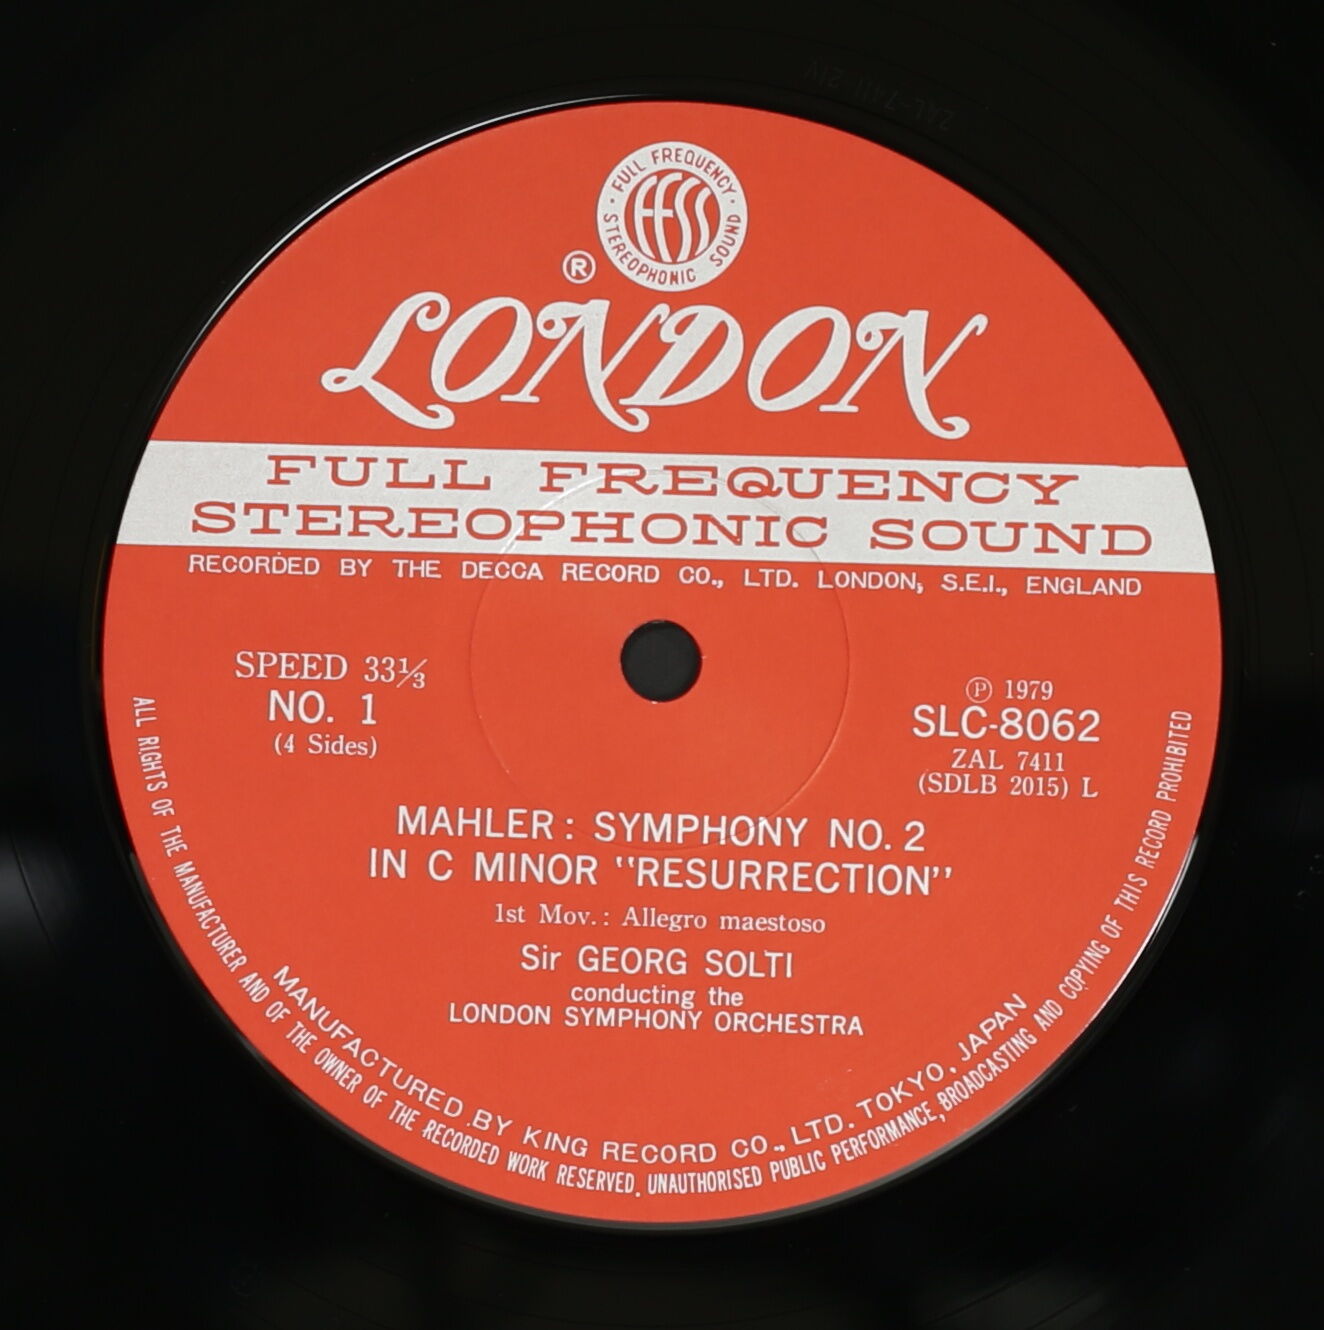 FULL FREQUENCY
STEREOPHONIC SOUND
FFSS
®
LONDON
FULL FREQUENCY
STEREOPHONIC SOUND
RECORDED BY THE DECCA RECORD CO., LTD. LONDON, S.E.I., ENGLAND
SPEED 33⅓
NO. 1
(4 Sides)
℗ 1979
SLC-8062
ZAL 7411
(SDLB 2015) L
MAHLER: SYMPHONY NO. 2
IN C MINOR "RESURRECTION"
1st Mov.: Allegro maestoso
Sir GEORG SOLTI
conducting the
LONDON SYMPHONY ORCHESTRA
MANUFACTURED BY KING RECORD CO., LTD. TOKYO, JAPAN
ALL RIGHTS OF THE MANUFACTURER AND OF THE OWNER OF THE RECORDED WORK RESERVED. UNAUTHORISED PUBLIC PERFORMANCE, BROADCASTING AND COPYING OF THIS RECORD PROHIBITED